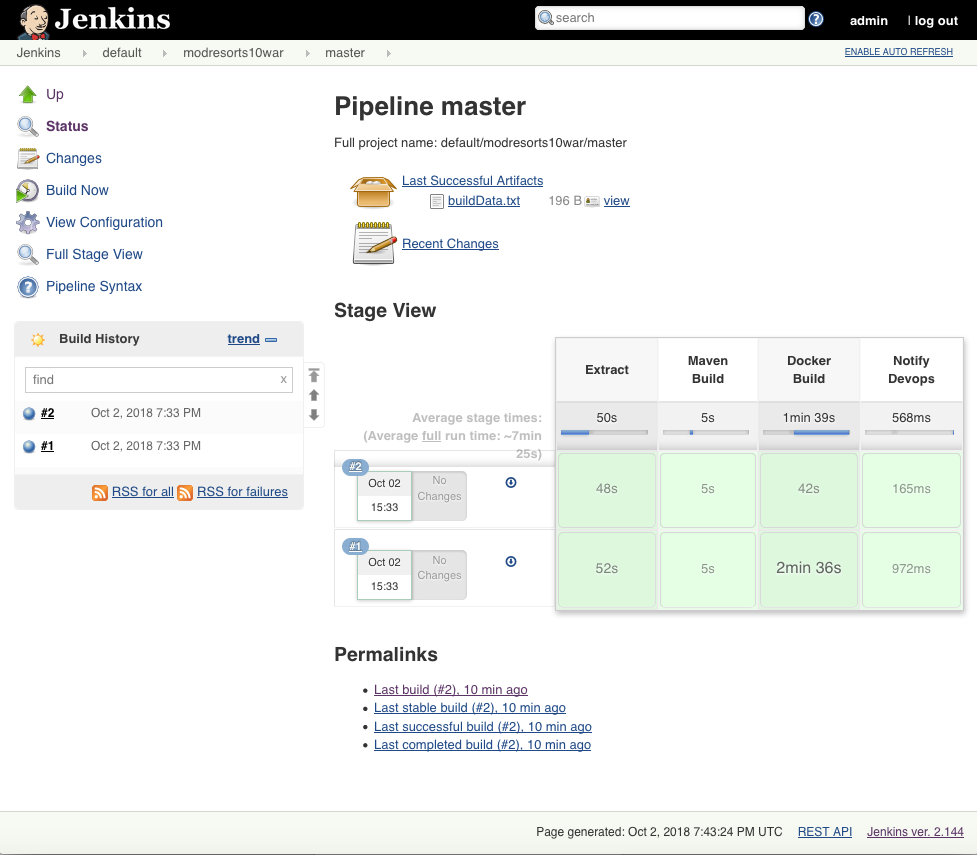 Jenkins
search
admin | log out
Jenkins default modresorts10war master
ENABLE AUTO REFRESH
Up
Status
Changes
Build Now
View Configuration
Full Stage View
Pipeline Syntax
Build History trend
find x
#2 Oct 2, 2018 7:33 PM
#1 Oct 2, 2018 7:33 PM
RSS for all RSS for failures
Pipeline master
Full project name: default/modresorts10war/master
Last Successful Artifacts
buildData.txt 196 B view
Recent Changes
Stage View
Extract
Maven
Build
Docker
Build
Notify
Devops
Average stage times:
(Average full run time: ~7min
25s)
50s 5s 1min 39s 568ms
#2
Oct 02
15:33
No
Changes
48s 5s 42s 165ms
#1
Oct 02
15:33
No
Changes
52s 5s 2min 36s 972ms
Permalinks
Last build (#2), 10 min ago
Last stable build (#2), 10 min ago
Last successful build (#2), 10 min ago
Last completed build (#2), 10 min ago
Page generated: Oct 2, 2018 7:43:24 PM UTC REST API Jenkins ver. 2.144